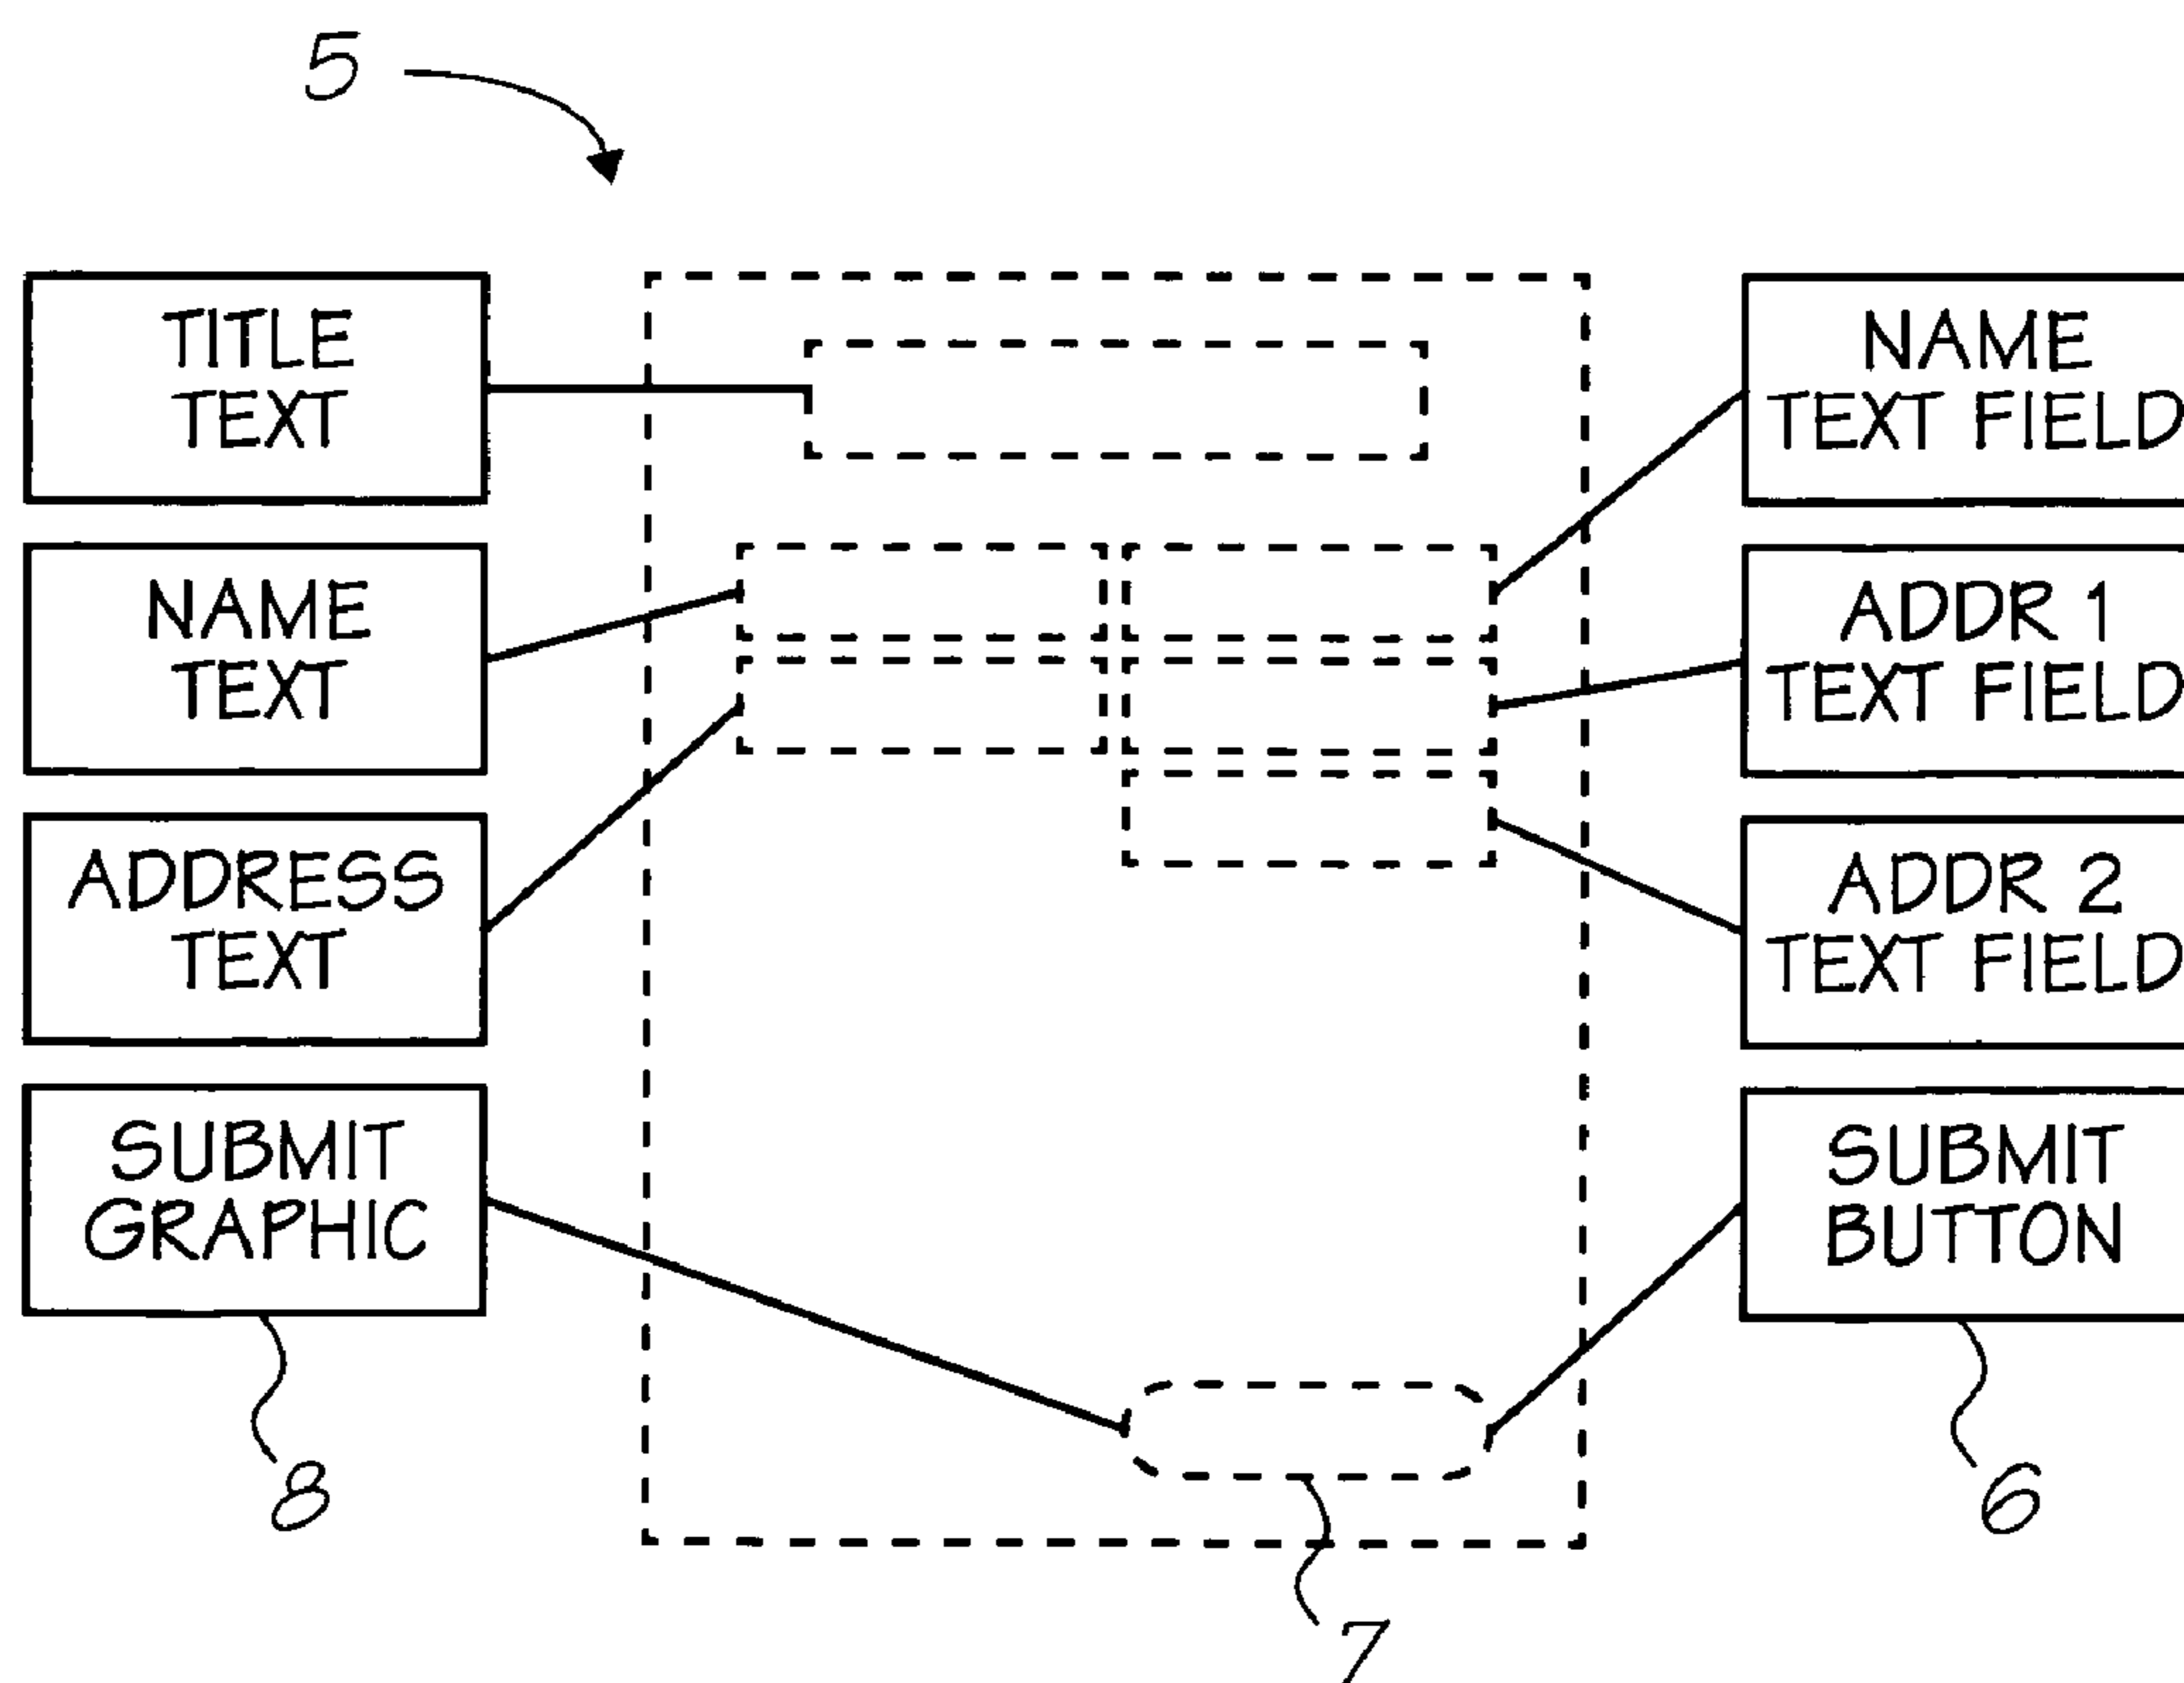 5
TITLE
TEXT
NAME
TEXT
ADDRESS
TEXT
SUBMIT
GRAPHIC
8
NAME
TEXT FIELD
ADDR 1
TEXT FIELD
ADDR 2
TEXT FIELD
SUBMIT
BUTTON
6
7